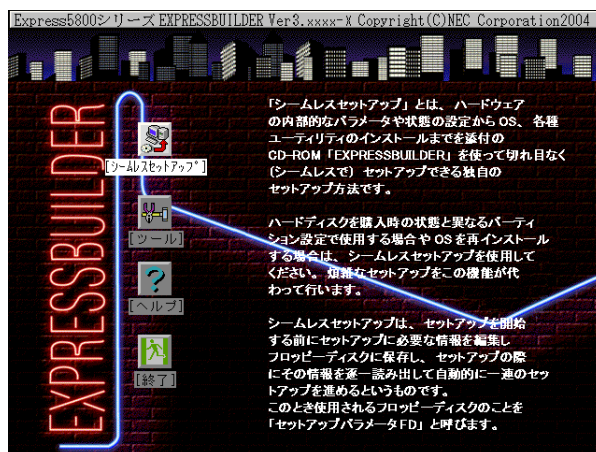 Express5800シリーズ EXPRESSBUILDER Ver3.xxxx-X Copyright(C)NEC Corporation2004
EXPRESSBUILDER
[シームレスセットアップ]
[ツール]
[ヘルプ]
[終了]
「シームレスセットアップ」とは、ハードウェア
の内部的なパラメータや状態の設定から OS、各種
ユーティリティのインストールまでを添付の
CD-ROM「EXPRESSBUILDER」を使って切れ目なく
(シームレスで) セットアップできる独自の
セットアップ方法です。
ハードディスクを購入時の状態と異なるパーティ
ション設定で使用する場合や OS を再インストール
する場合は、シームレスセットアップを使用して
ください。煩雑なセットアップをこの機能が代
わって行います。
シームレスセットアップは、セットアップを開始
する前にセットアップに必要な情報を編集し
フロッピーディスクに保存し、セットアップの際
にその情報を逐一読み出して自動的に一連のセッ
トアップを進めるというものです。
このとき使用されるフロッピーディスクのことを
「セットアップパラメータ FD」と呼びます。